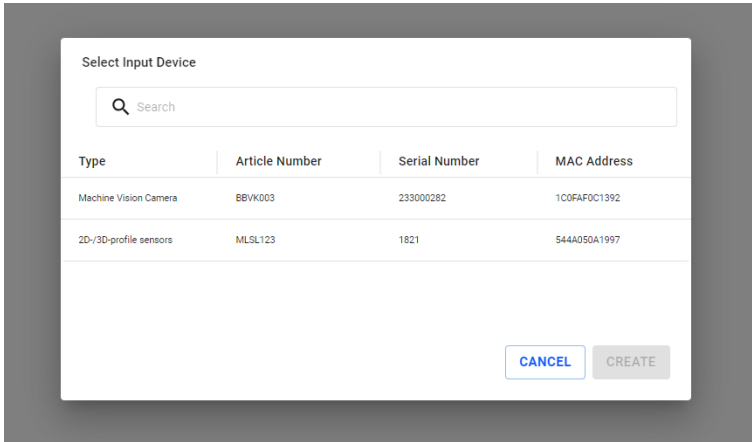 Select Input Device
Search
Type Article Number Serial Number MAC Address
Machine Vision Camera BBVK003 233000282 1C0FAF0C1392
2D-/3D-profile sensors MLSL123 1821 544A050A1997
CANCEL CREATE